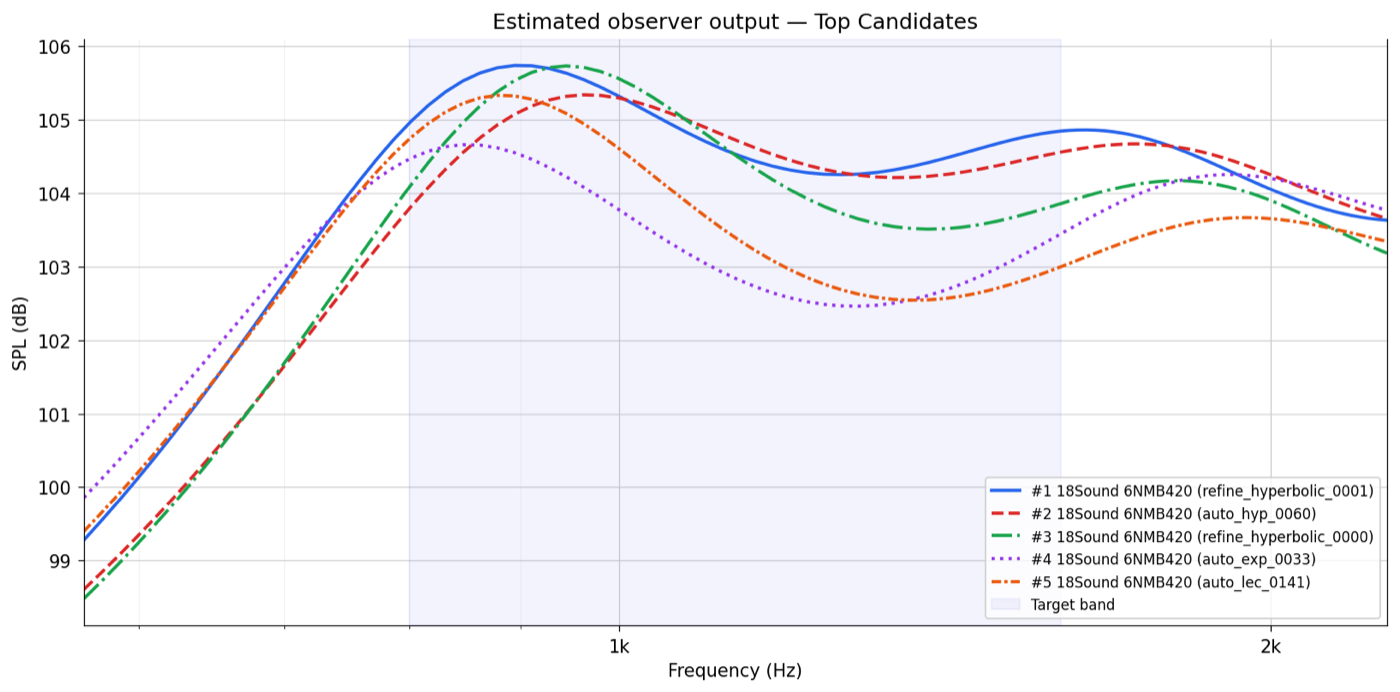 Estimated observer output — Top Candidates
106
105
104
103
102
101
100
99
SPL (dB)
#1 18Sound 6NMB420 (refine_hyperbolic_0001)
#2 18Sound 6NMB420 (auto_hyp_0060)
#3 18Sound 6NMB420 (refine_hyperbolic_0000)
#4 18Sound 6NMB420 (auto_exp_0033)
#5 18Sound 6NMB420 (auto_lec_0141)
Target band
1k
2k
Frequency (Hz)